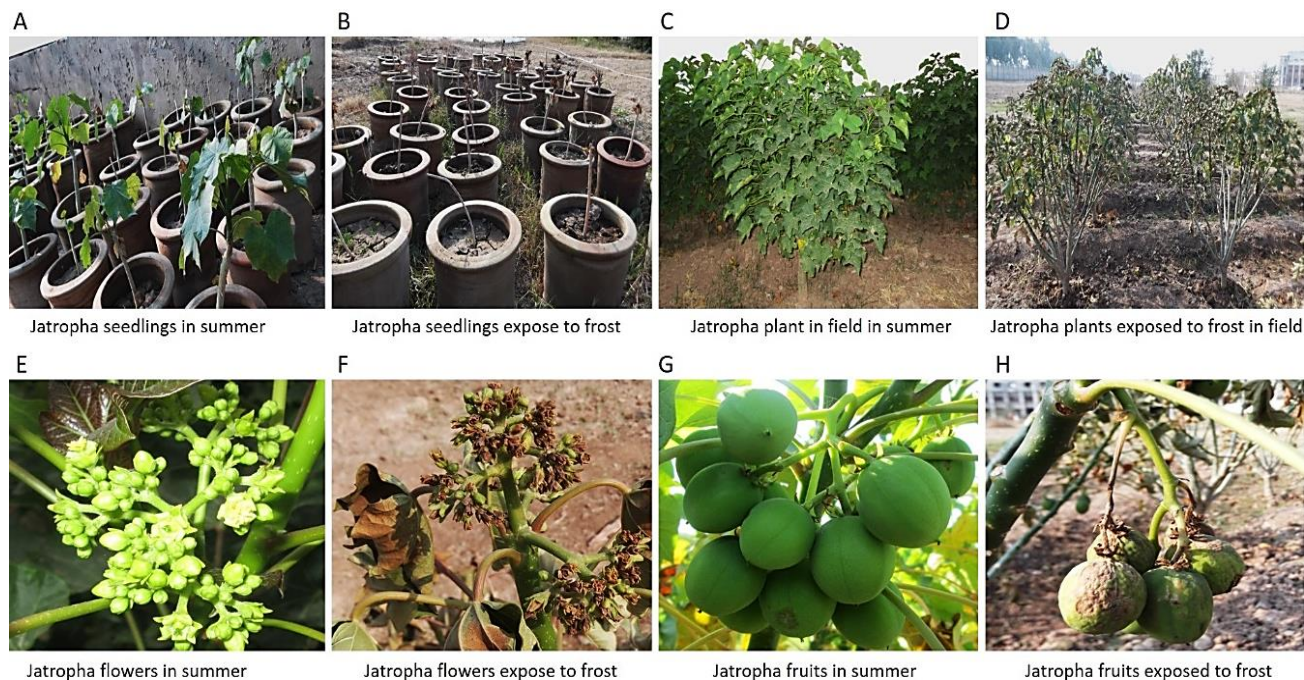 A
B
C
D
Jatropha seedlings in summer
Jatropha seedlings expose to frost
Jatropha plant in field in summer
Jatropha plants exposed to frost in field
E
F
G
H
Jatropha flowers in summer
Jatropha flowers expose to frost
Jatropha fruits in summer
Jatropha fruits exposed to frost